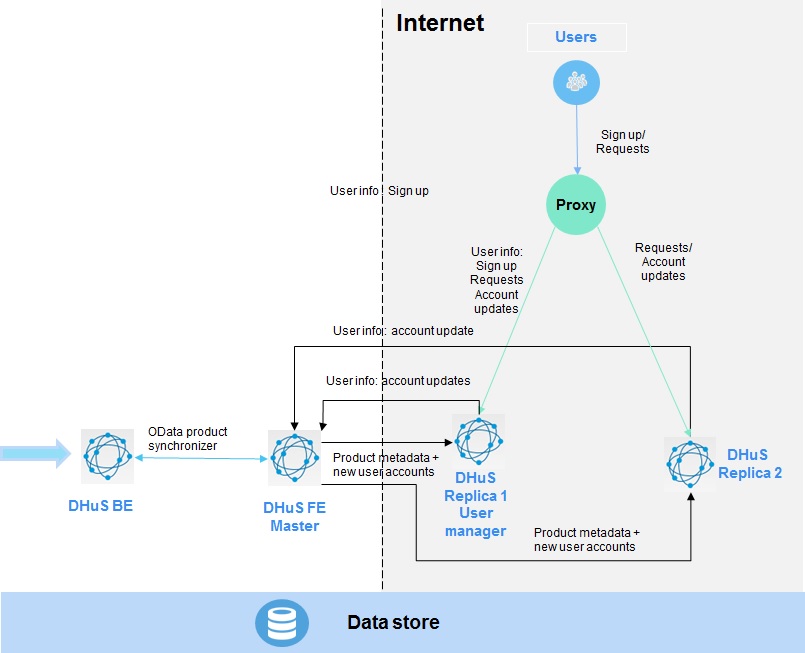 Internet
Users
Sign up/
Requests
User info: Sign up
Proxy
User info:
Sign up
Requests
Account
updates
Requests/
Account
updates
User info: account update
User info: account updates
OData product
synchronizer
Product metadata +
new user accounts
DHuS BE
DHuS FE
Master
DHuS
Replica 1
User
manager
DHuS
Replica 2
Product metadata +
new user accounts
Data store